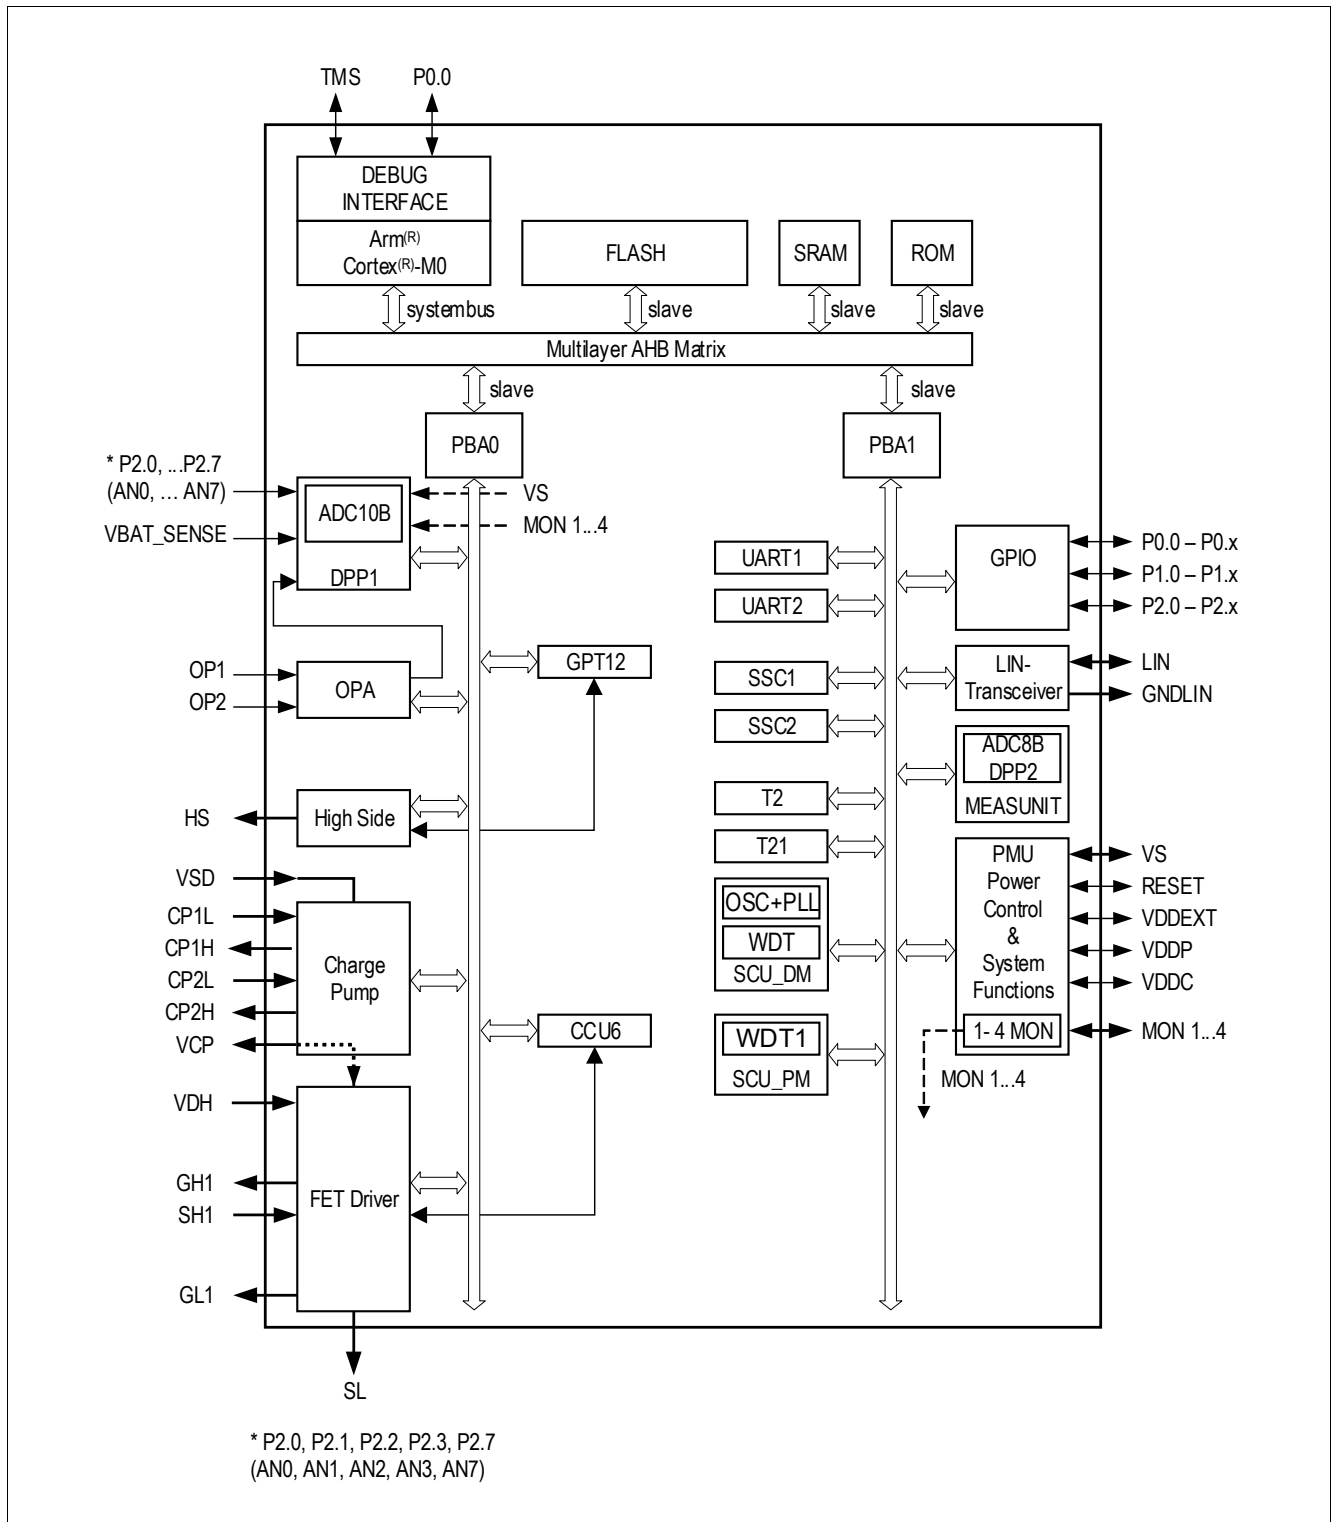 TMS
P0.0
DEBUG
INTERFACE
Arm(R)
Cortex(R)-M0
FLASH
SRAM
ROM
systembus
slave
slave
slave
Multilayer AHB Matrix
slave
slave
PBA0
PBA1
* P2.0, ...P2.7
(AN0, ... AN7)
VBAT_SENSE
ADC10B
DPP1
VS
MON 1...4
UART1
UART2
GPIO
P0.0 – P0.x
P1.0 – P1.x
P2.0 – P2.x
OP1
OP2
OPA
GPT12
SSC1
SSC2
LIN-
Transceiver
LIN
GNDLIN
ADC8B
DPP2
MEASUNIT
HS
High Side
T2
T21
VSD
CP1L
CP1H
CP2L
CP2H
VCP
Charge
Pump
OSC+PLL
WDT
SCU_DM
PMU
Power
Control
&
System
Functions
1- 4 MON
VS
RESET
VDDEXT
VDDP
VDDC
MON 1...4
CCU6
WDT1
SCU_PM
MON 1...4
VDH
GH1
SH1
GL1
FET Driver
SL
* P2.0, P2.1, P2.2, P2.3, P2.7
(AN0, AN1, AN2, AN3, AN7)